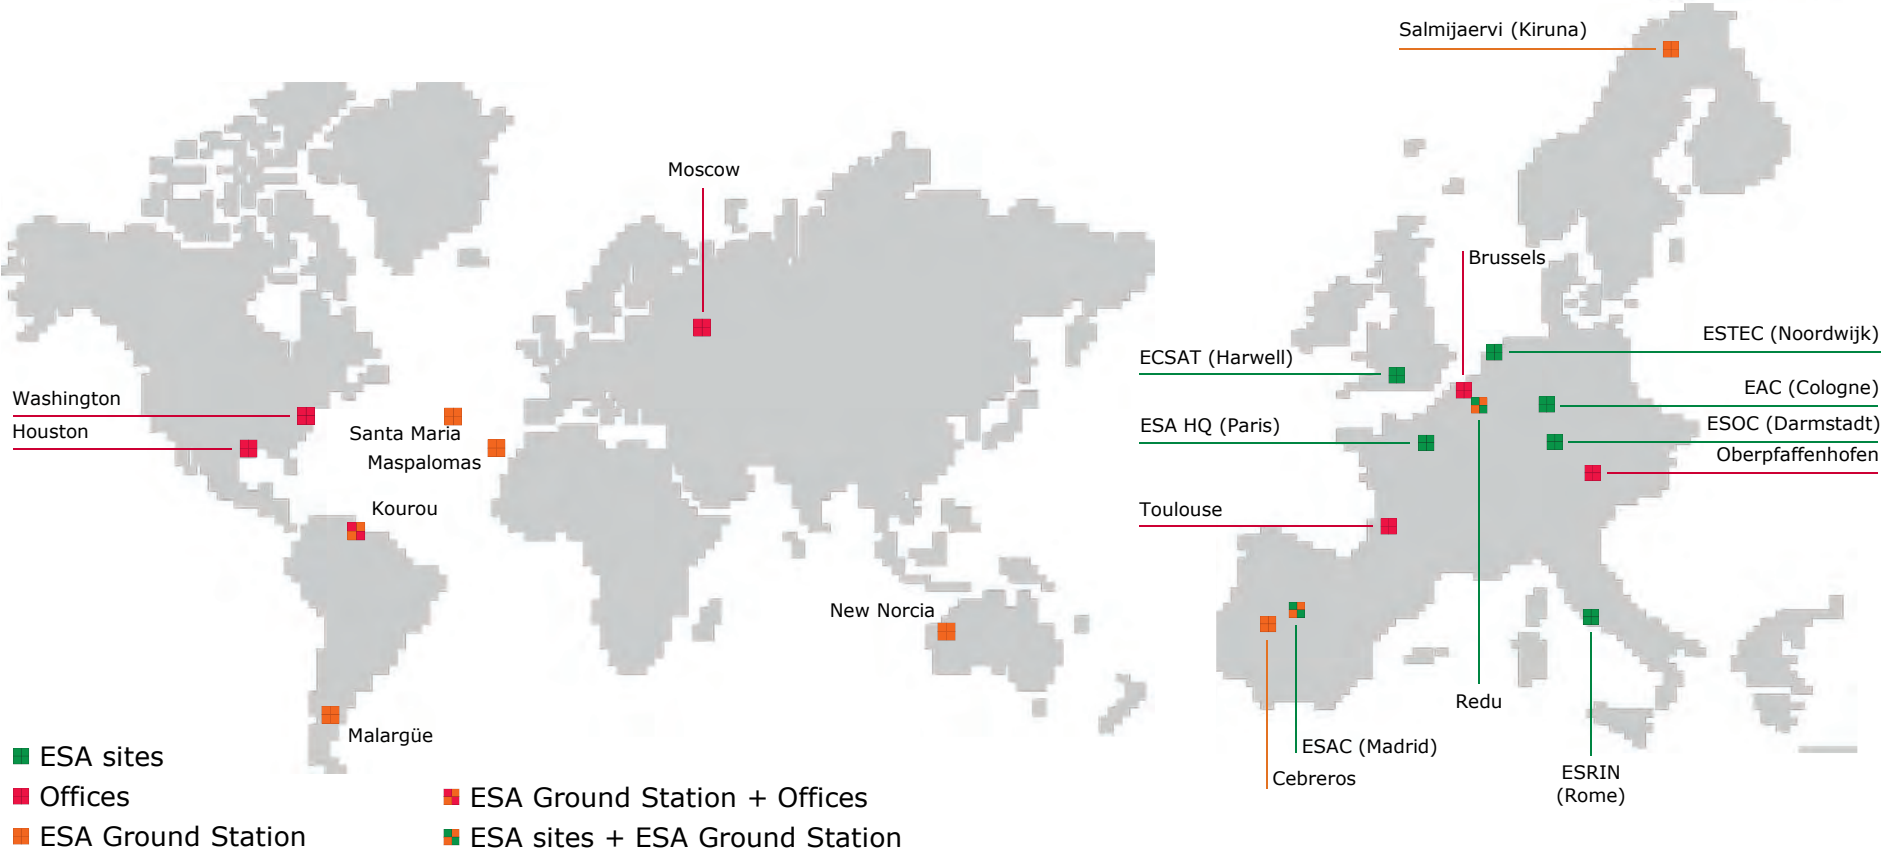 Salmijaervi (Kiruna)
Moscow
Brussels
ESTEC (Noordwijk)
ECSAT (Harwell)
EAC (Cologne)
Washington
ESA HQ (Paris)
ESOC (Darmstadt)
Houston
Santa Maria
Oberpfaffenhofen
Maspalomas
Kourou
Toulouse
New Norcia
Redu
Malargüe
ESAC (Madrid)
Cebreros
ESRIN
(Rome)
ESA sites
Offices
ESA Ground Station
ESA Ground Station + Offices
ESA sites + ESA Ground Station